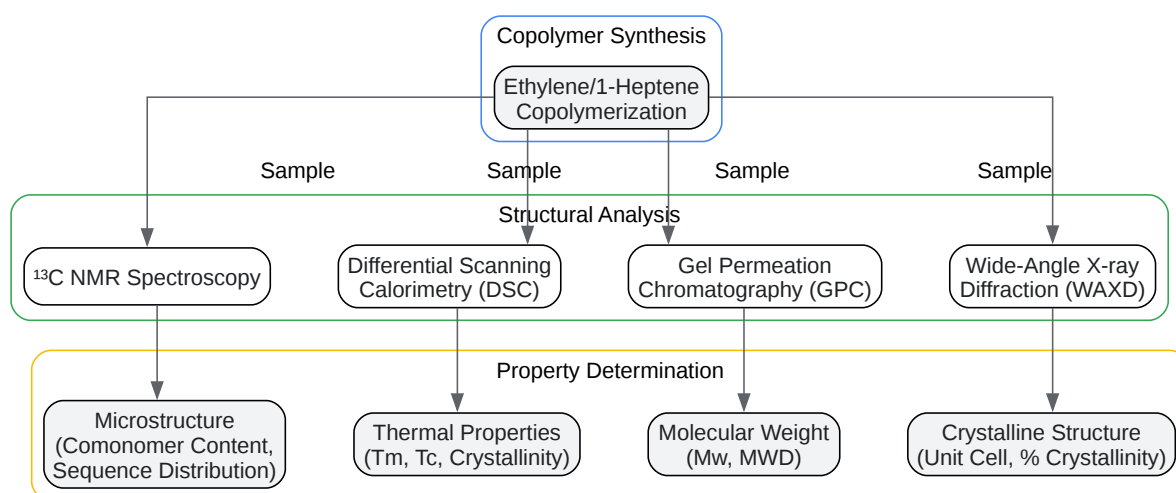 Copolymer Synthesis
Ethylene/1-Heptene
Copolymerization
Sample
Sample
Sample
Sample
Structural Analysis
¹³C NMR Spectroscopy
Differential Scanning
Calorimetry (DSC)
Gel Permeation
Chromatography (GPC)
Wide-Angle X-ray
Diffraction (WAXD)
Property Determination
Microstructure
(Comonomer Content,
Sequence Distribution)
Thermal Properties
(Tm, Tc, Crystallinity)
Molecular Weight
(Mw, MWD)
Crystalline Structure
(Unit Cell, % Crystallinity)